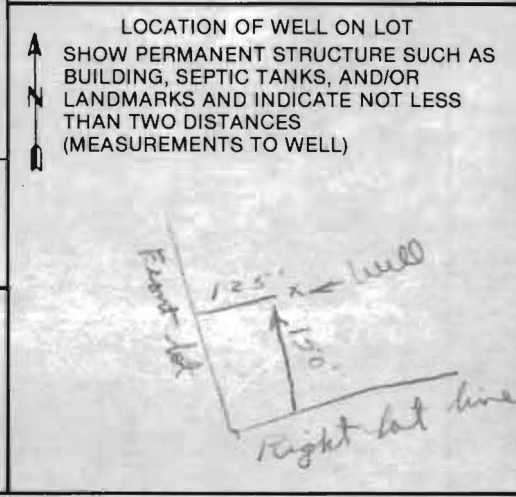 LOCATION OF WELL ON LOT
SHOW PERMANENT STRUCTURE SUCH AS
BUILDING, SEPTIC TANKS, AND/OR
N LANDMARKS AND INDICATE NOT LESS
THAN TWO DISTANCES
(MEASUREMENTS TO WELL)
Front lot
125' x ← Well
150'
Right lot line